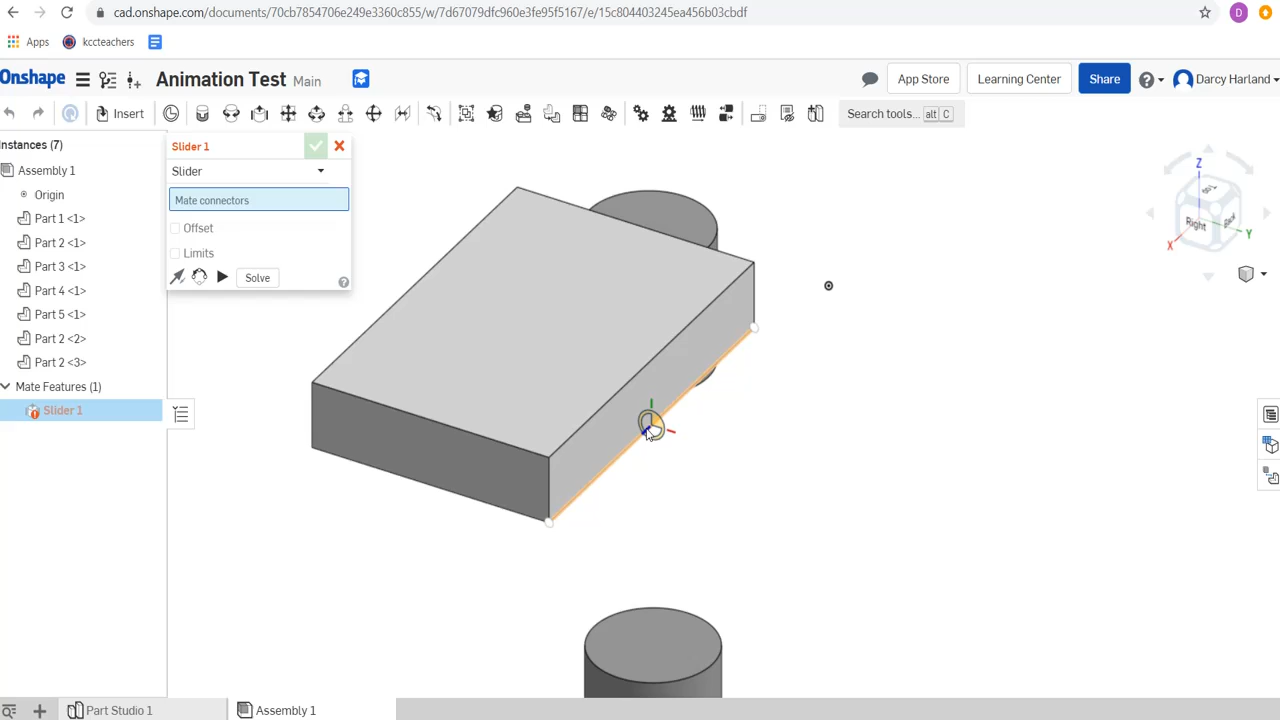 cad.onshape.com/documents/70cb7854706e249e3360c855/w/7d67079dfc960e3fe95f5167/e/15c804403245ea456b03cbdf
D
Apps kccteachers
Onshape Animation Test Main App Store Learning Center Share Darcy Harland
Insert Search tools... alt C
Instances (7)
Assembly 1
Origin
Part 1 <1>
Part 2 <1>
Part 3 <1>
Part 4 <1>
Part 5 <1>
Part 2 <2>
Part 2 <3>
Mate Features (1)
Slider 1
Slider 1
Slider
Mate connectors
Offset
Limits
Solve
Z
Right Back
X Y
Part Studio 1 Assembly 1